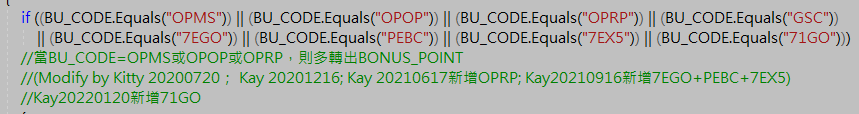 if ((BU_CODE.Equals("OPMS")) || (BU_CODE.Equals("OPOP")) || (BU_CODE.Equals("OPRP")) || (BU_CODE.Equals("GSC"))
|| (BU_CODE.Equals("7EGO")) || (BU_CODE.Equals("PEBC")) || (BU_CODE.Equals("7EX5")) || (BU_CODE.Equals("71GO")))
//當BU_CODE=OPMS或OPOP或OPRP，則多轉出BONUS_POINT
//(Modify by Kitty 20200720； Kay 20201216; Kay 20210617新增OPRP; Kay20210916新增7EGO+PEBC+7EX5)
//Kay20220120新增71GO